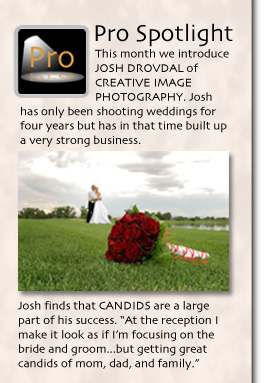 Pro
Pro Spotlight
This month we introduce
JOSH DROVDAL of
CREATIVE IMAGE
PHOTOGRAPHY. Josh
has only been shooting weddings for
four years but has in that time built up
a very strong business.
Josh finds that CANDIDS are a large
part of his success. “At the reception I
make it look as if I’m focusing on the
bride and groom...but getting great
candids of mom, dad, and family.”